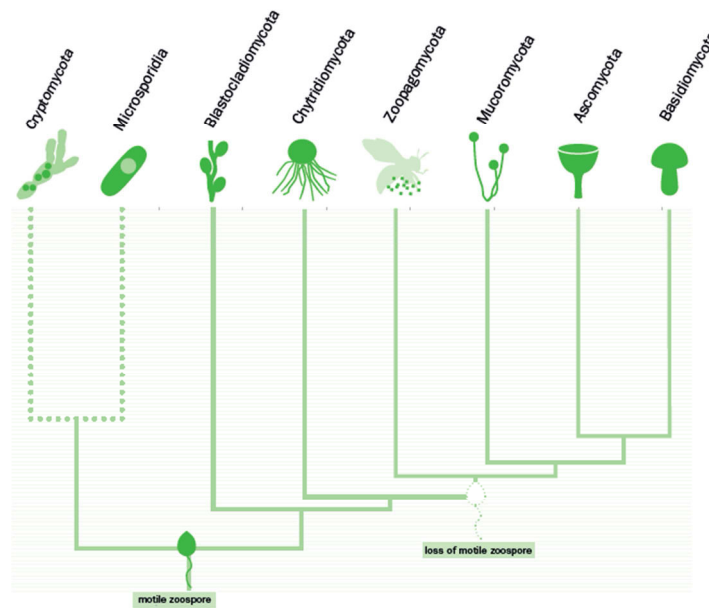 Cryptomycota
Microsporidia
Blastocladiomycota
Chytridiomycota
Zoopagomycota
Mucoromycota
Ascomycota
Basidiomycota
loss of motile zoospore
motile zoospore